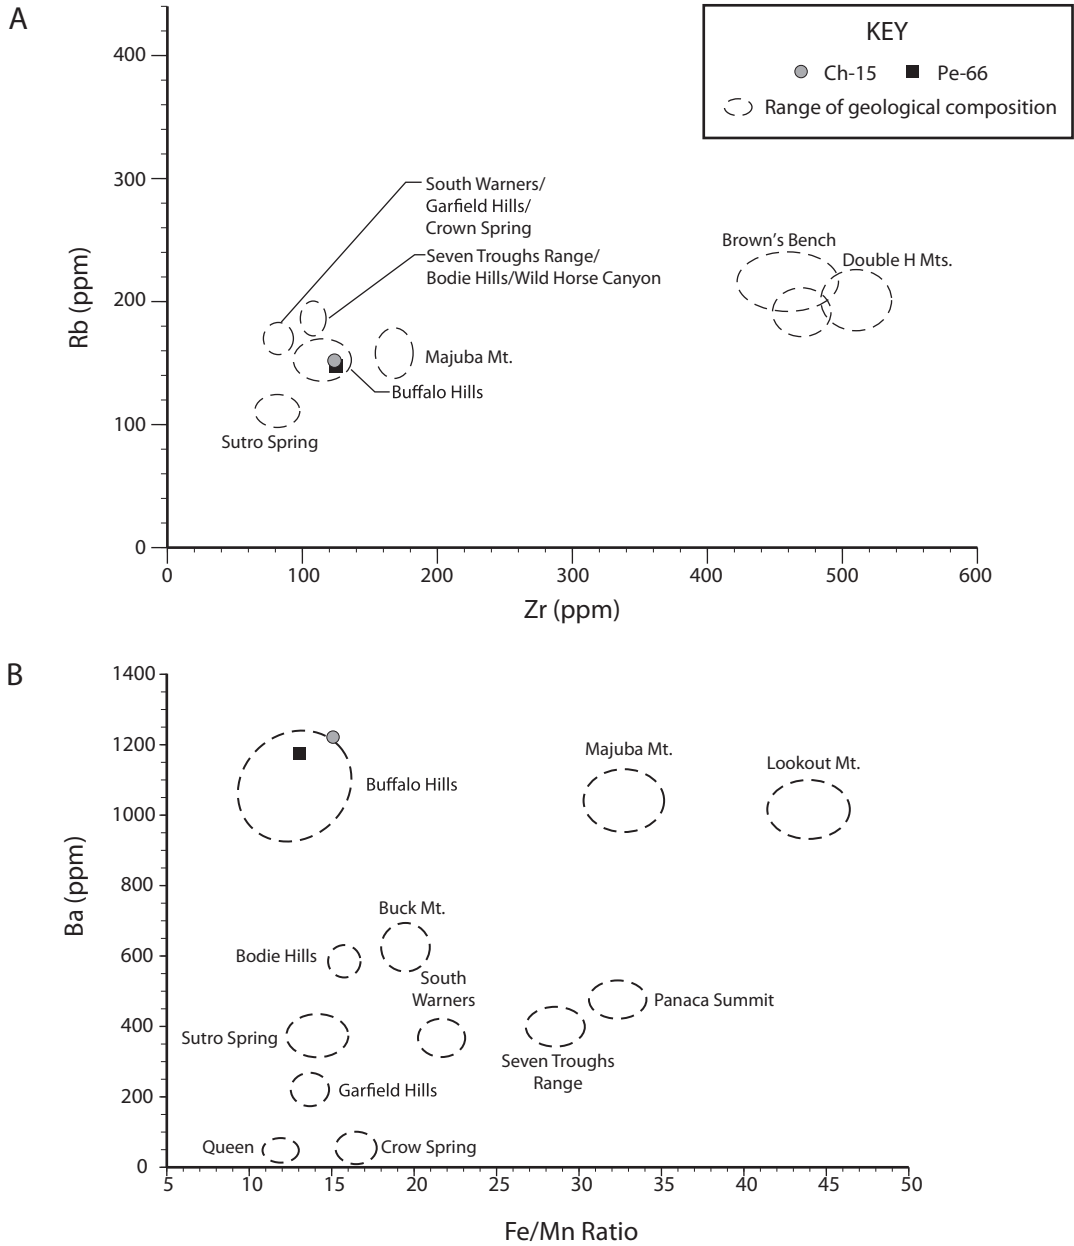 A
KEY
Ch-15
Pe-66
Range of geological composition
400
300
200
100
0
Rb (ppm)
South Warners/
Garfield Hills/
Crown Spring
Seven Troughs Range/
Bodie Hills/Wild Horse Canyon
Brown's Bench
Double H Mts.
Majuba Mt.
Buffalo Hills
Sutro Spring
0
100
200
300
400
510
600
Zr (ppm)
B
1400
1200
1000
800
600
400
200
0
Ba (ppm)
Majuba Mt.
Lookout Mt.
Buffalo Hills
Buck Mt.
Bodie Hills
South
Warners
Panaca Summit
Sutro Spring
Seven Troughs
Range
Garfield Hills
Queen
Crow Spring
5
10
15
20
25
30
35
40
45
50
Fe/Mn Ratio